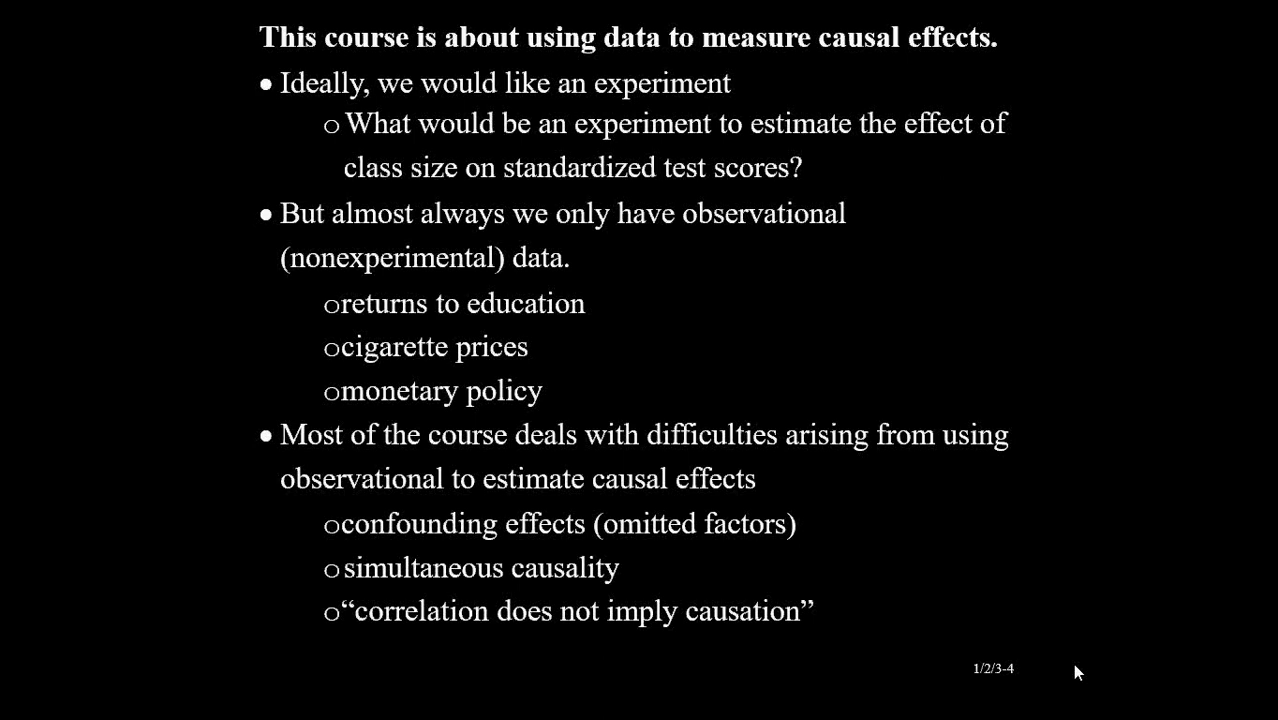 This course is about using data to measure causal effects.
• Ideally, we would like an experiment
o What would be an experiment to estimate the effect of
class size on standardized test scores?
• But almost always we only have observational
(nonexperimental) data.
o returns to education
o cigarette prices
o monetary policy
• Most of the course deals with difficulties arising from using
observational to estimate causal effects
o confounding effects (omitted factors)
o simultaneous causality
o “correlation does not imply causation”
1/2/3-4